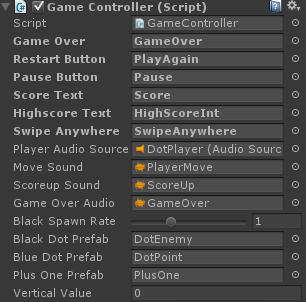 Game Controller (Script)
Script GameController
Game Over GameOver
Restart Button PlayAgain
Pause Button Pause
Score Text Score
Highscore Text HighScoreInt
Swipe Anywhere SwipeAnywhere
Player Audio Source DotPlayer (Audio Sourc
Move Sound PlayerMove
Scoreup Sound ScoreUp
Game Over Audio GameOver
Black Spawn Rate 1
Black Dot Prefab DotEnemy
Blue Dot Prefab DotPoint
Plus One Prefab PlusOne
Vertical Value 0